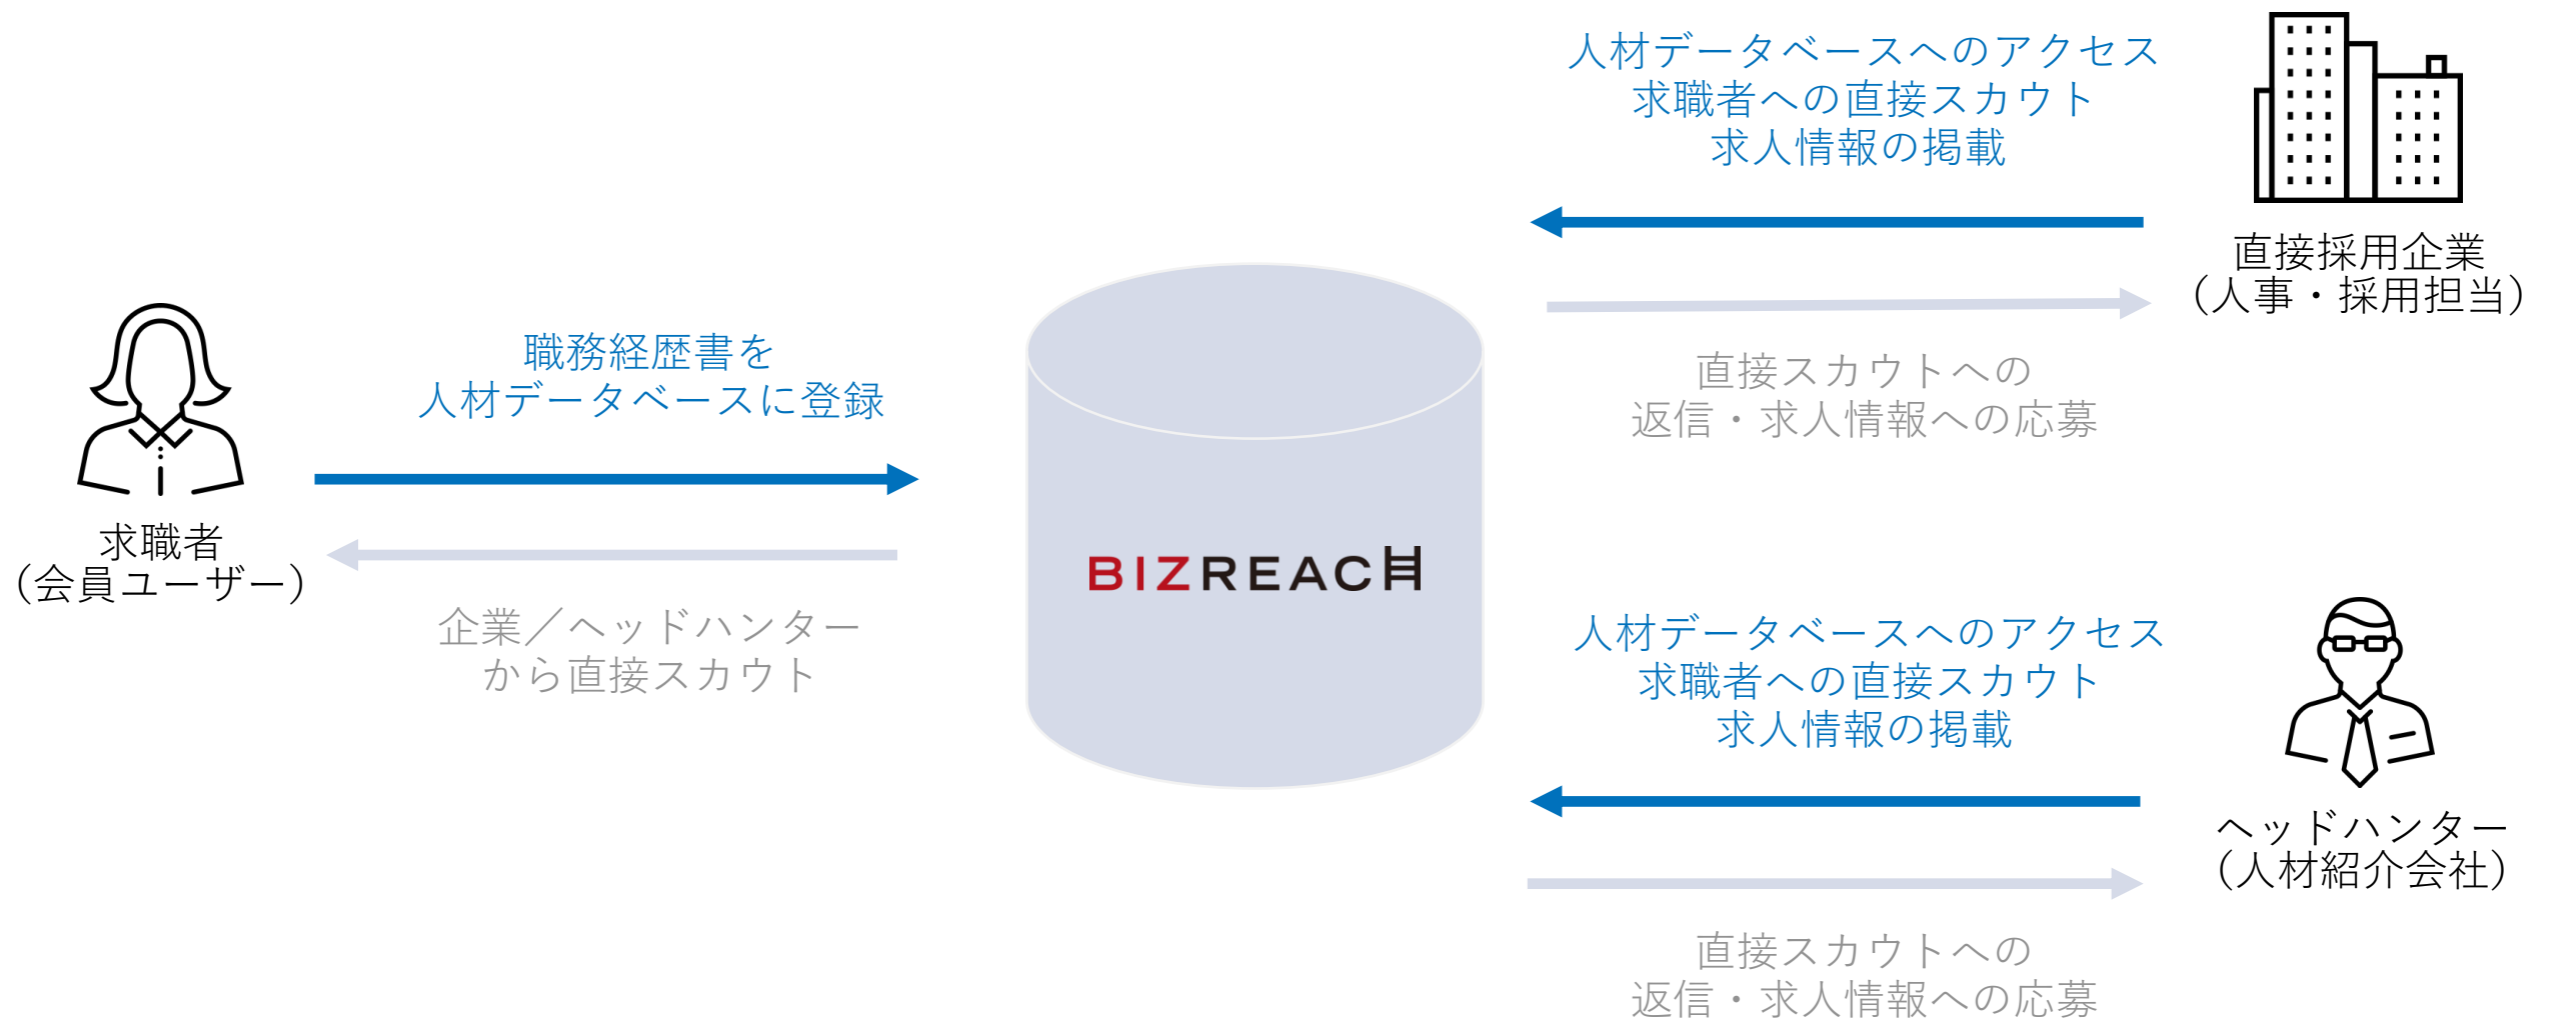 人材データベースへのアクセス
求職者への直接スカウト
求人情報の掲載
直接採用企業
（人事・採用担当）
直接スカウトへの
返信・求人情報への応募
職務経歴書を
人材データベースに登録
求職者
（会員ユーザー）
企業／ヘッドハンター
から直接スカウト
BIZREACH
人材データベースへのアクセス
求職者への直接スカウト
求人情報の掲載
ヘッドハンター
（人材紹介会社）
直接スカウトへの
返信・求人情報への応募